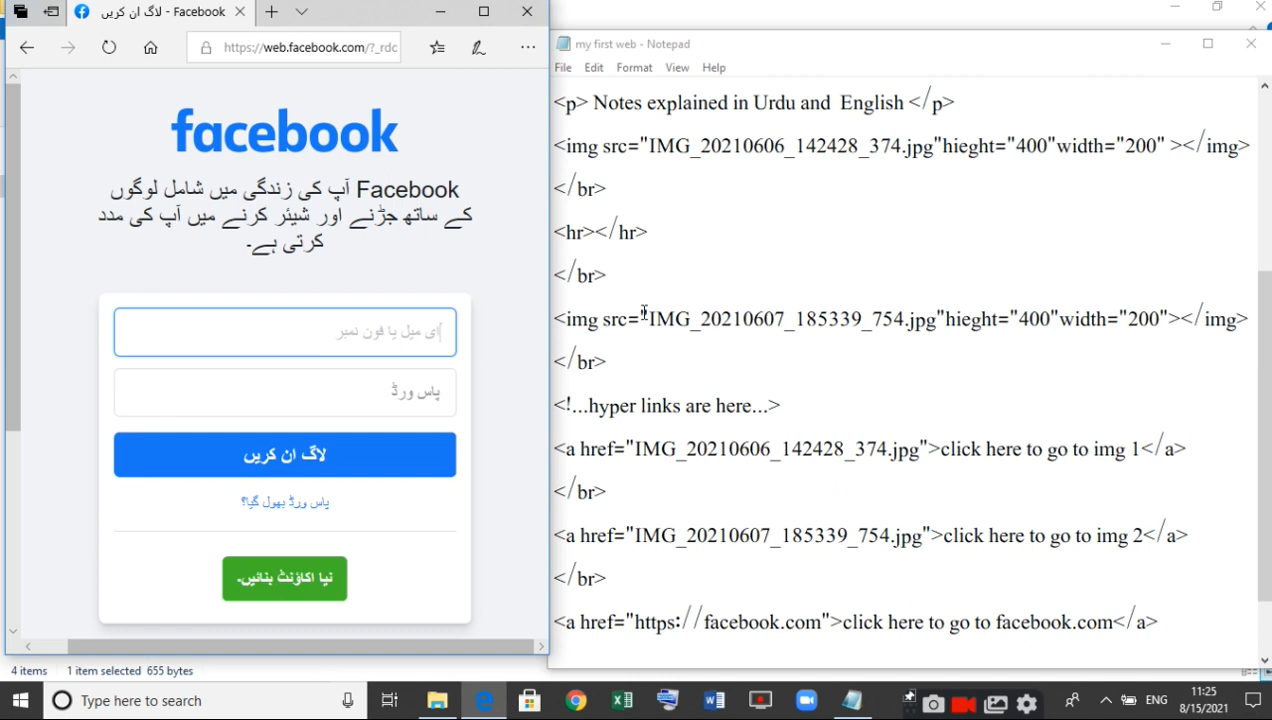 لاگ ان کریں - Facebook
https://web.facebook.com/?_rdc
facebook
Facebook آپ کی زندگی میں شامل لوگوں
کے ساتھ جڑنے اور شیئر کرنے میں آپ کی مدد
کرتی ہے۔
ای میل یا فون نمبر
پاس ورڈ
لاگ ان کریں
پاس ورڈ بھول گیا؟
نیا اکاؤنٹ بنائیں۔
my first web - Notepad
File Edit Format View Help
<p> Notes explained in Urdu and  English </p>
<img src="IMG_20210606_142428_374.jpg"hieght="400"width="200" ></img>
</br>
<hr></hr>
</br>
<img src="IMG_20210607_185339_754.jpg"hieght="400"width="200"></img>
</br>
<!...hyper links are here...>
<a href="IMG_20210606_142428_374.jpg">click here to go to img 1</a>
</br>
<a href="IMG_20210607_185339_754.jpg">click here to go to img 2</a>
</br>
<a href="https://facebook.com">click here to go to facebook.com</a>
4 items 1 item selected 655 bytes
Type here to search
ENG
11:25
8/15/2021